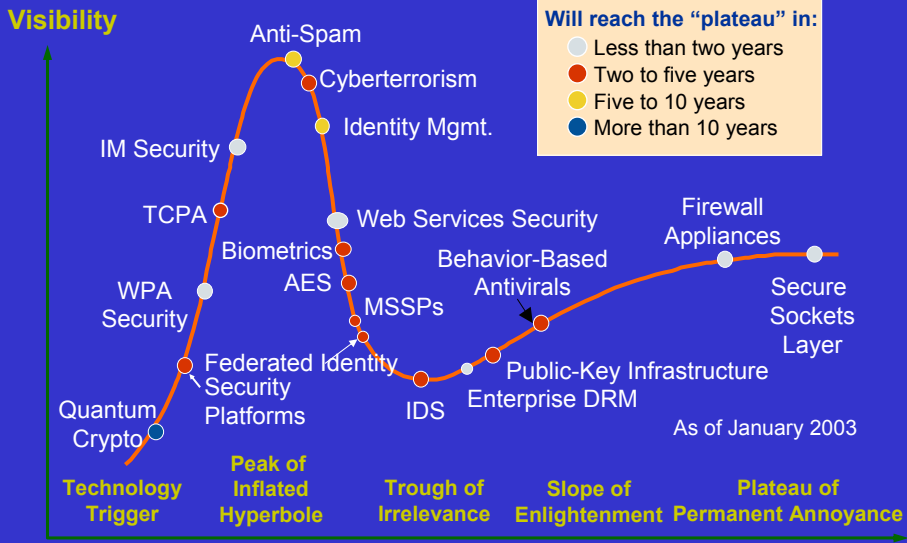 Visibility
Will reach the “plateau” in:
Less than two years
Two to five years
Five to 10 years
More than 10 years
Anti-Spam
Cyberterrorism
Identity Mgmt.
IM Security
TCPA
Web Services Security
Biometrics
AES
WPA
Security
MSSPs
Federated Identity
Security
Platforms
Quantum
Crypto
IDS
Behavior-Based
Antivirals
Public-Key Infrastructure
Enterprise DRM
Firewall
Appliances
Secure
Sockets
Layer
As of January 2003
Technology
Trigger
Peak of
Inflated
Hyperbole
Trough of
Irrelevance
Slope of
Enlightenment
Plateau of
Permanent Annoyance